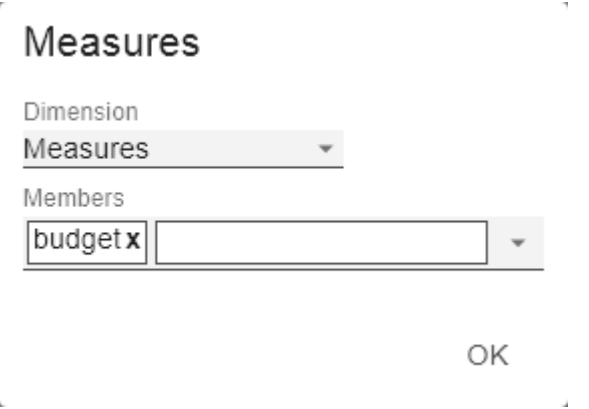 Measures
Dimension
Measures
Members
budget x
OK